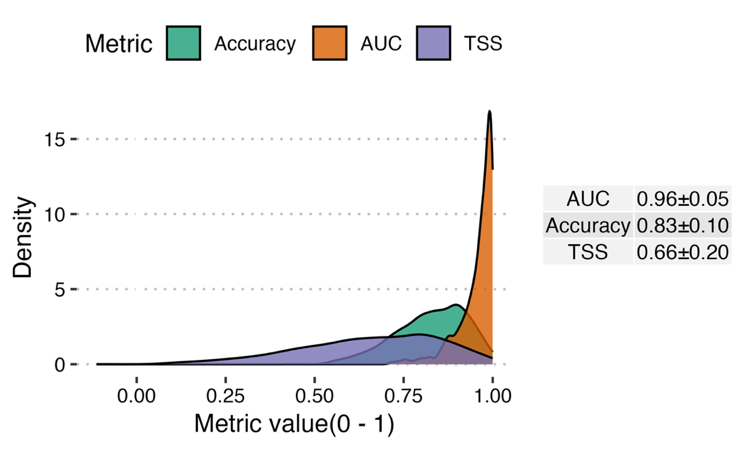 Metric Accuracy AUC TSS
15
10
5
0
Density
0.00 0.25 0.50 0.75 1.00
Metric value(0 - 1)
AUC 0.96±0.05
Accuracy 0.83±0.10
TSS 0.66±0.20